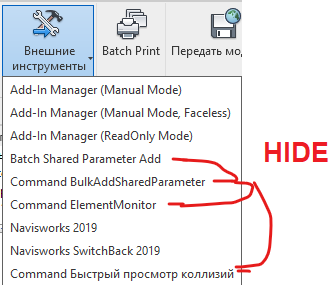 Внешние
инструменты
Batch Print
Передать мо
Add-In Manager (Manual Mode)
Add-In Manager (Manual Mode, Faceless)
Add-In Manager (ReadOnly Mode)
Batch Shared Parameter Add
Command BulkAddSharedParameter
Command ElementMonitor
Navisworks 2019
Navisworks SwitchBack 2019
Command Быстрый просмотр коллизий
HIDE